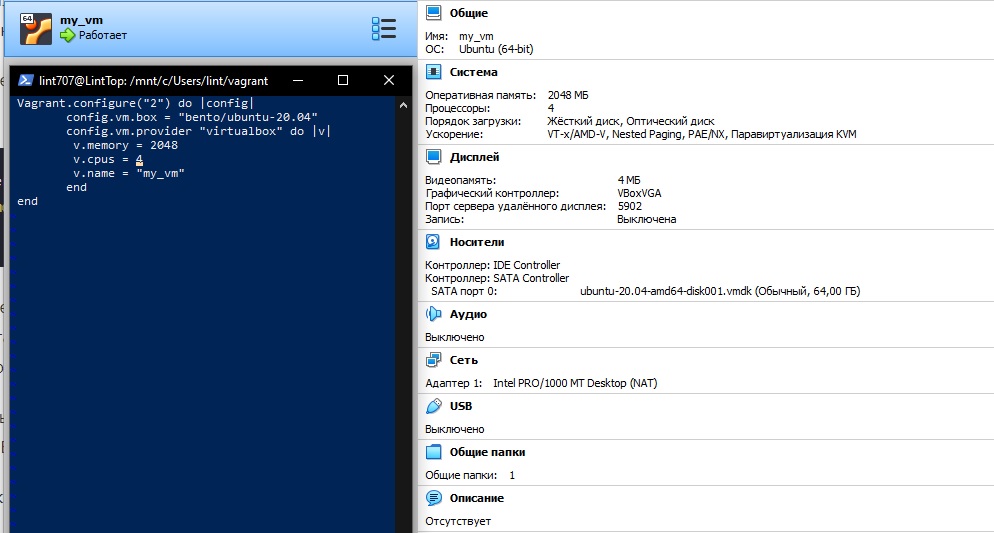 64
my_vm
Работает
lint707@LintTop: /mnt/c/Users/lint/vagrant
Vagrant.configure("2") do |config|
config.vm.box = "bento/ubuntu-20.04"
config.vm.provider "virtualbox" do |v|
v.memory = 2048
v.cpus = 4
v.name = "my_vm"
end
end
Общие
Имя: my_vm
ОС: Ubuntu (64-bit)
Система
Оперативная память: 2048 МБ
Процессоры: 4
Порядок загрузки: Жёсткий диск, Оптический диск
Ускорение: VT-x/AMD-V, Nested Paging, PAE/NX, Паравиртуализация KVM
Дисплей
Видеопамять: 4 МБ
Графический контроллер: VBoxVGA
Порт сервера удалённого дисплея: 5902
Запись: Выключена
Носители
Контроллер: IDE Controller
Контроллер: SATA Controller
SATA порт 0: ubuntu-20.04-amd64-disk001.vmdk (Обычный, 64,00 ГБ)
Аудио
Выключено
Сеть
Адаптер 1: Intel PRO/1000 MT Desktop (NAT)
USB
Выключено
Общие папки
Общие папки: 1
Описание
Отсутствует